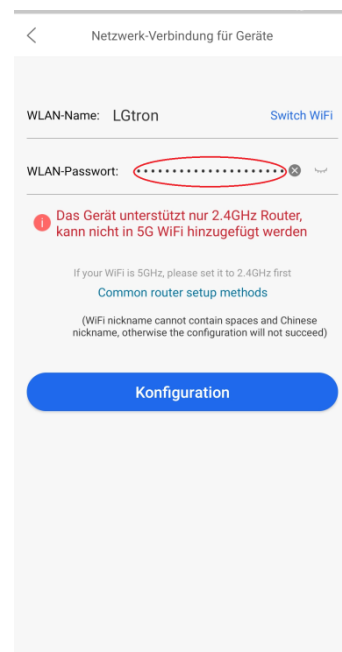 Netzwerk-Verbindung für Geräte
WLAN-Name: LGtron Switch WiFi
WLAN-Passwort: ••••••••••••••••••••
Das Gerät unterstützt nur 2.4GHz Router,
kann nicht in 5G WiFi hinzugefügt werden
If your WiFi is 5GHz, please set it to 2.4GHz first
Common router setup methods
(WiFi nickname cannot contain spaces and Chinese
nickname, otherwise the configuration will not succeed)
Konfiguration